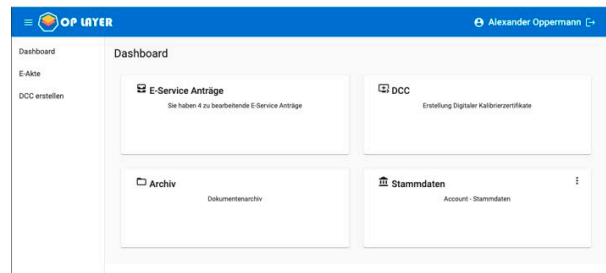 OP LAYER
Alexander Oppermann
Dashboard
E-Akte
DCC erstellen
Dashboard
E-Service Anträge
Sie haben 4 zu bearbeitende E-Service Anträge
DCC
Erstellung Digitaler Kalibrierzertifikate
Archiv
Dokumentenarchiv
Stammdaten
Account - Stammdaten